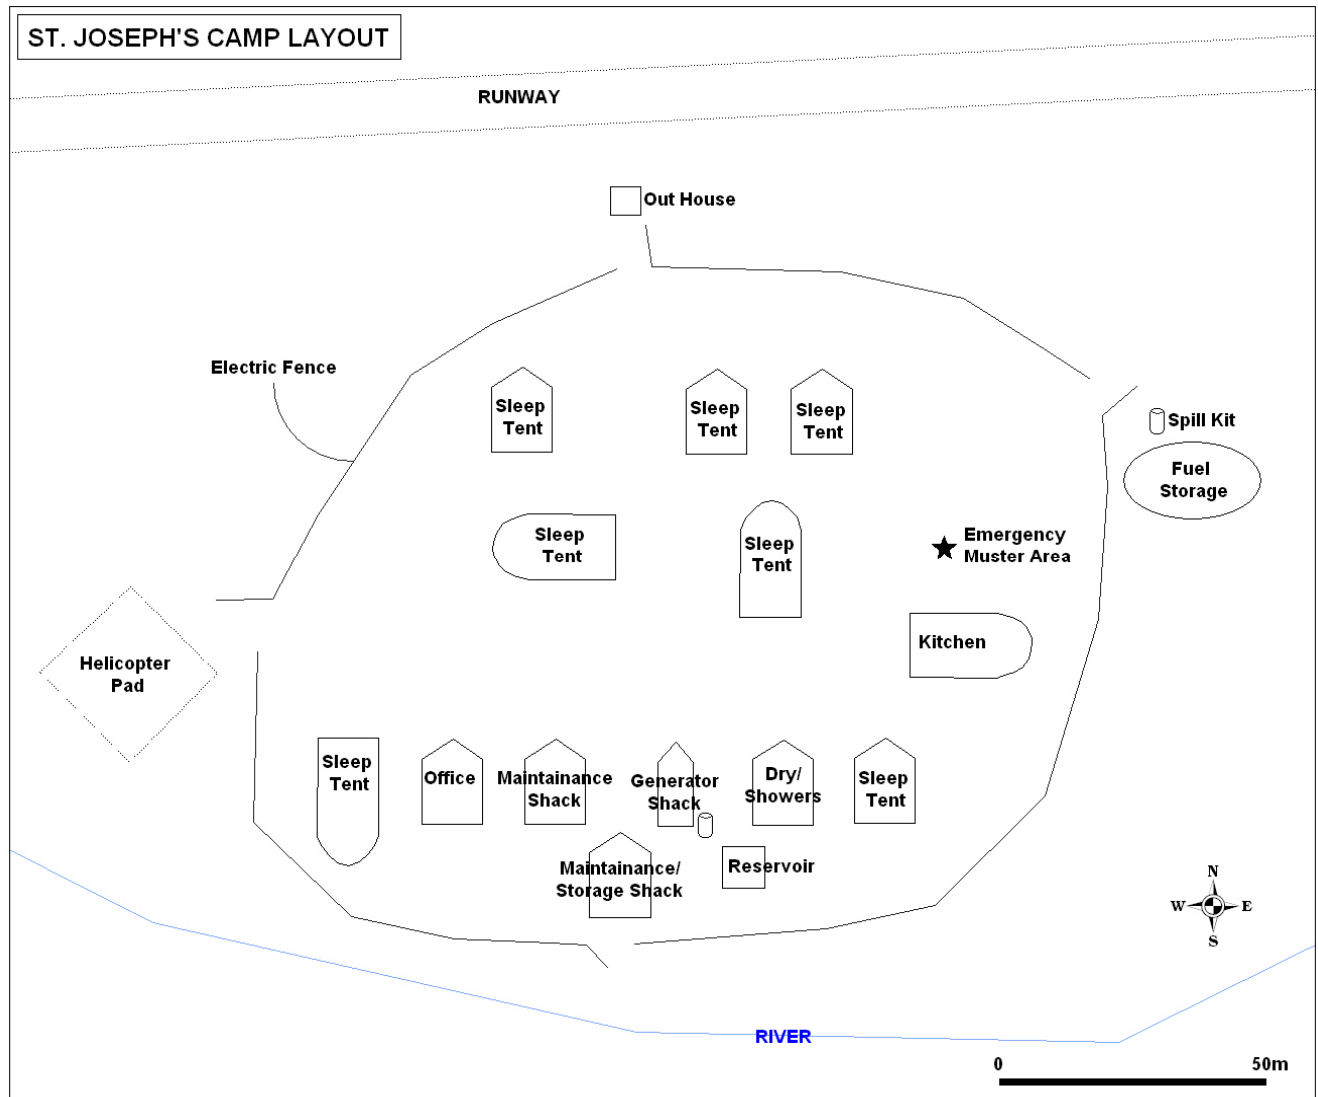 ST. JOSEPH'S CAMP LAYOUT
RUNWAY
Out House
Electric Fence
Sleep
Tent
Sleep
Tent
Sleep
Tent
Spill Kit
Fuel
Storage
Sleep
Tent
Sleep
Tent
Emergency
Muster Area
Kitchen
Helicopter
Pad
Sleep
Tent
Office
Maintainance
Shack
Generator
Shack
Dry/
Showers
Sleep
Tent
Maintainance/
Storage Shack
Reservoir
N
W
E
S
RIVER
0
50m